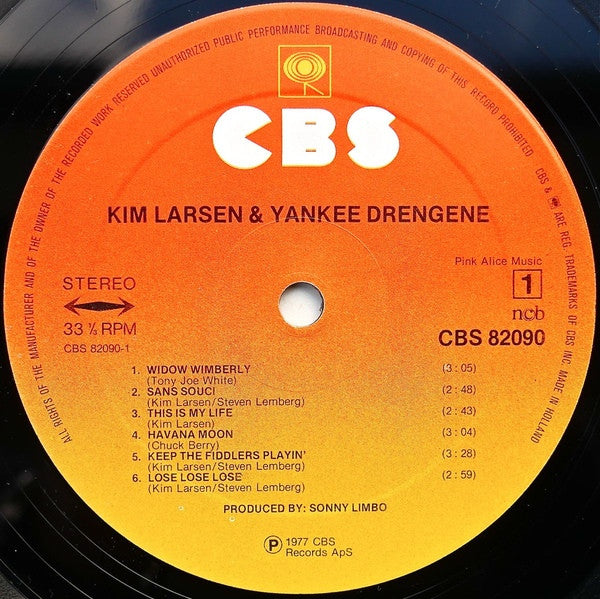 ALL RIGHTS OF THE MANUFACTURER AND OF THE OWNER OF THE RECORDED WORK RESERVED UNAUTHORIZED PUBLIC PERFORMANCE BROADCASTING AND COPYING OF THIS RECORD PROHIBITED
CBS & ARE REG. TRADEMARKS OF CBS INC. MADE IN HOLLAND
CBS
KIM LARSEN & YANKEE DRENGENE
Pink Alice Music
STEREO
1
33 ⅓ RPM
ncb
CBS 82090-1
CBS 82090
1. WIDOW WIMBERLY (3 : 05)
(Tony Joe White)
2. SANS SOUCI (2 : 48)
(Kim Larsen/Steven Lemberg)
3. THIS IS MY LIFE (2 : 43)
(Kim Larsen)
4. HAVANA MOON (3 : 04)
(Chuck Berry)
5. KEEP THE FIDDLERS PLAYIN' (3 : 28)
(Kim Larsen/Steven Lemberg)
6. LOSE LOSE LOSE (2 : 59)
(Kim Larsen/Steven Lemberg)
PRODUCED BY: SONNY LIMBO
Ⓟ 1977 CBS
Records ApS